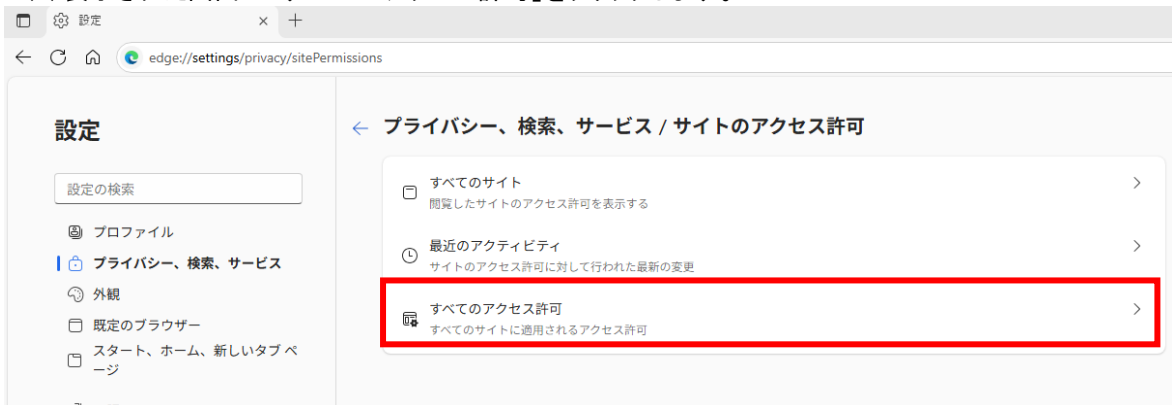 設定
edge://settings/privacy/sitePermissions
設定
← プライバシー、検索、サービス / サイトのアクセス許可
設定の検索
プロファイル
プライバシー、検索、サービス
外観
既定のブラウザー
スタート、ホーム、新しいタブ ペ
ージ
すべてのサイト
閲覧したサイトのアクセス許可を表示する
最近のアクティビティ
サイトのアクセス許可に対して行われた最新の変更
すべてのアクセス許可
すべてのサイトに適用されるアクセス許可